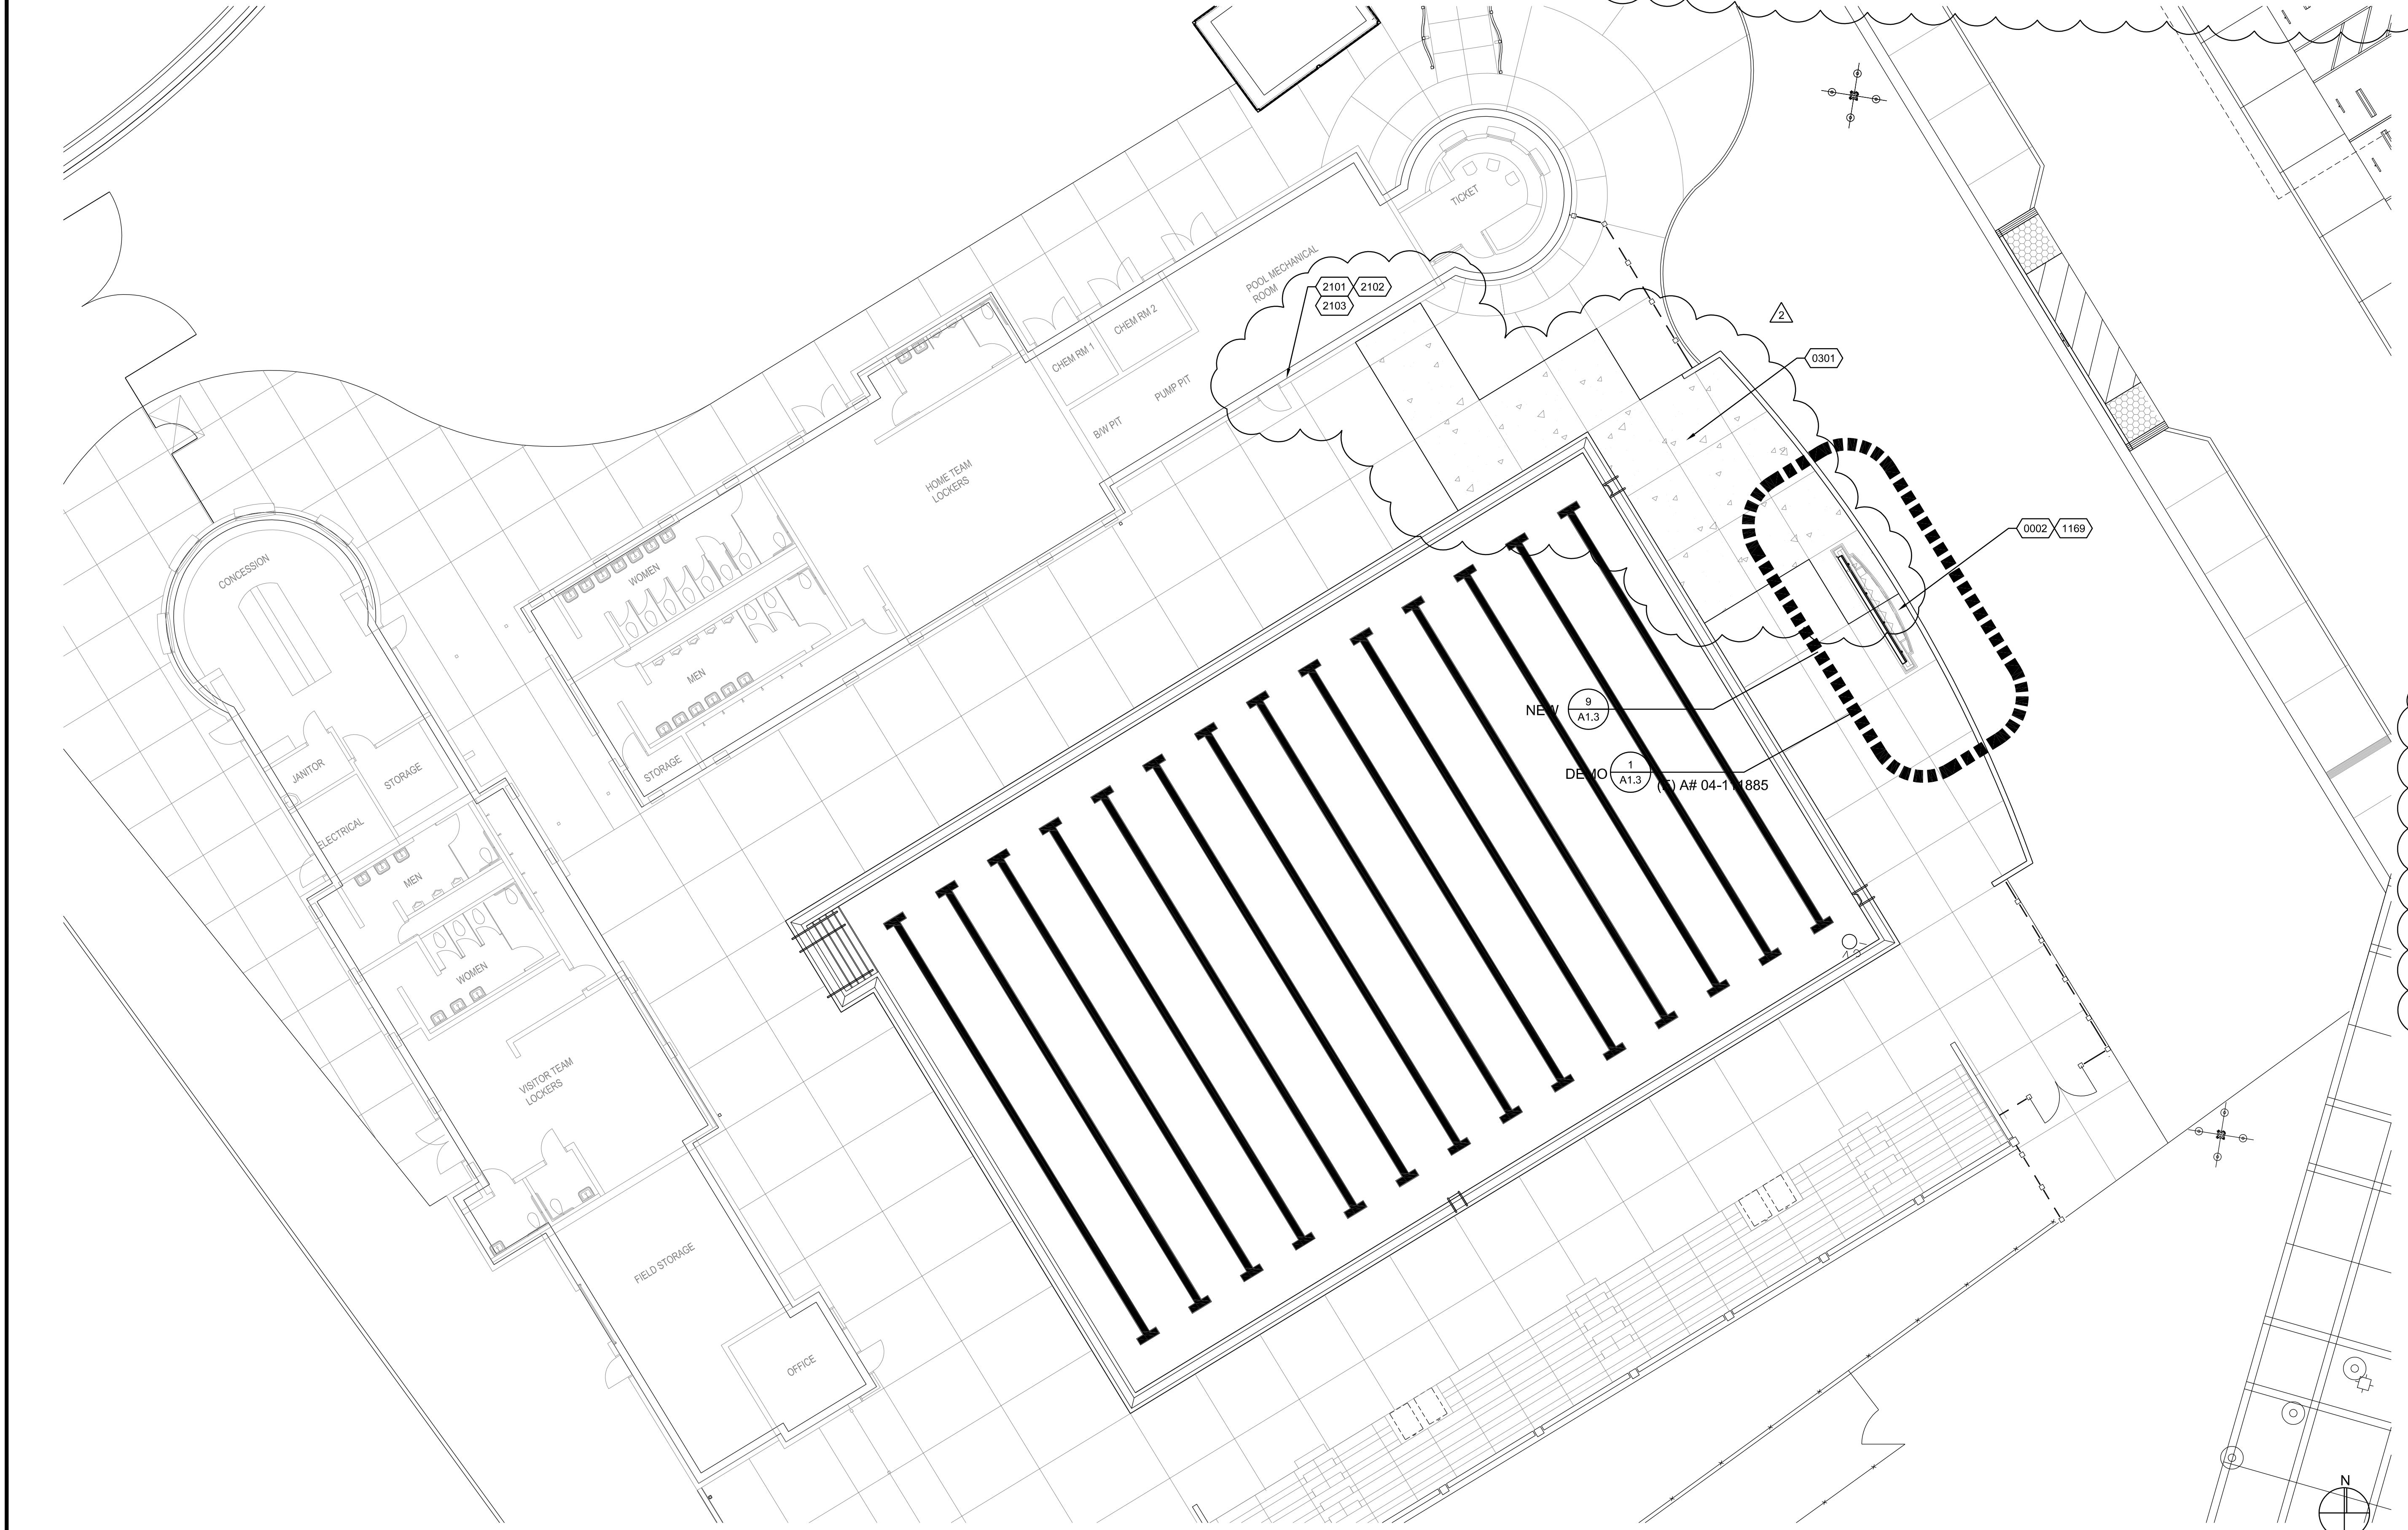 TICKET
POOL MECHANICAL
ROOM
2101 2102
2103
2
CHEM RM 2
CHEM RM 1
0301
PUMP PIT
B/W PIT
HOME TEAM
LOCKERS
0002 1169
CONCESSION
WOMEN
MEN
NEW 9
A1.3
STORAGE
JANITOR
STORAGE
DEMO 1
A1.3
(E) A# 04-111885
ELECTRICAL
MEN
WOMEN
VISITOR TEAM
LOCKERS
FIELD STORAGE
OFFICE
N